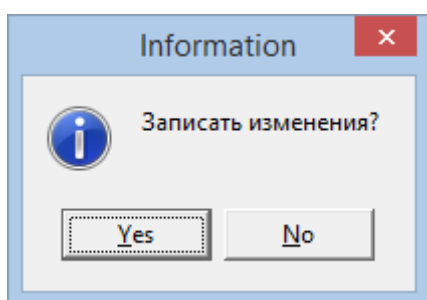 Information
Записать изменения?
Yes
No